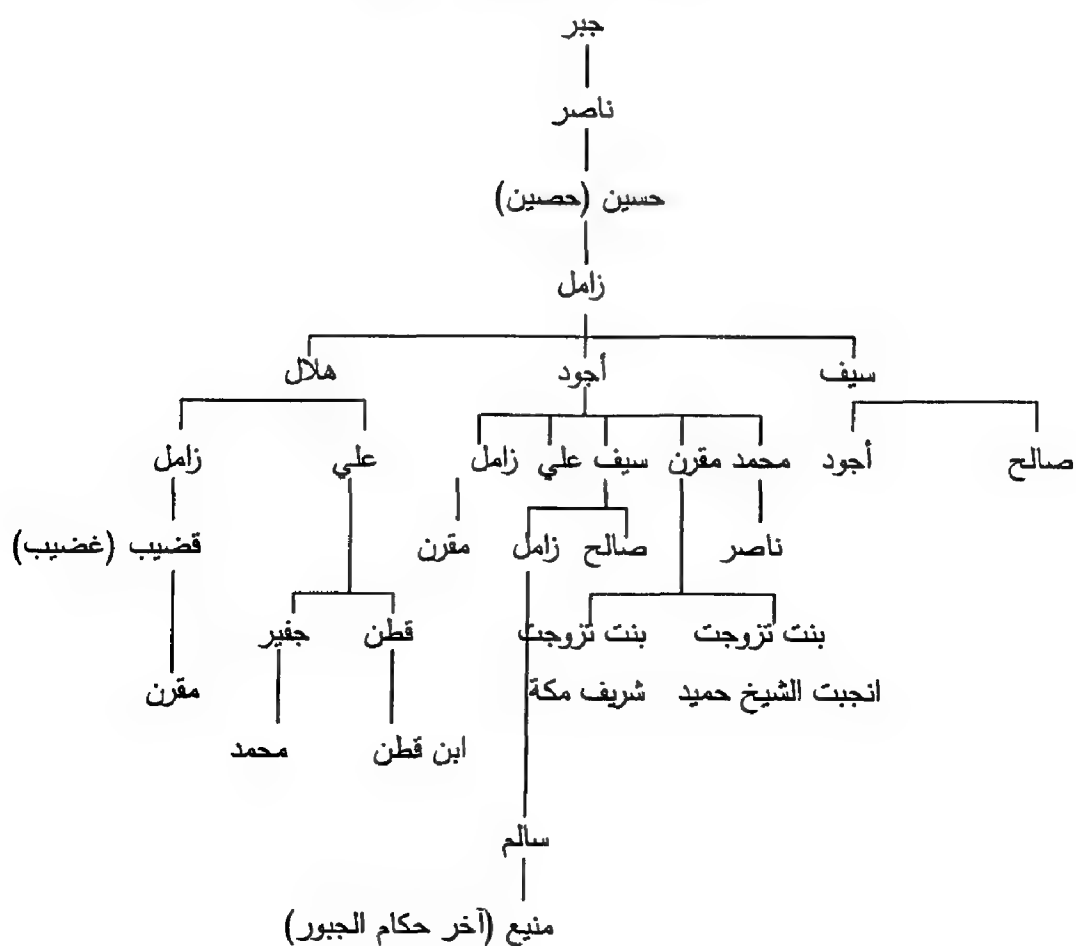 جبر
ناصر
حسين (حصين)
زامل
سيف أجود هلال
صالح أجود محمد مقرن سيف علي زامل علي زامل
ناصر صالح زامل مقرن قضيب (غضيب)
بنت تزوجت بنت تزوجت قطن جفير
انجبت الشيخ حميد شريف مكة مقرن
ابن قطن محمد
سالم
منيع (آخر حكام الجبور)